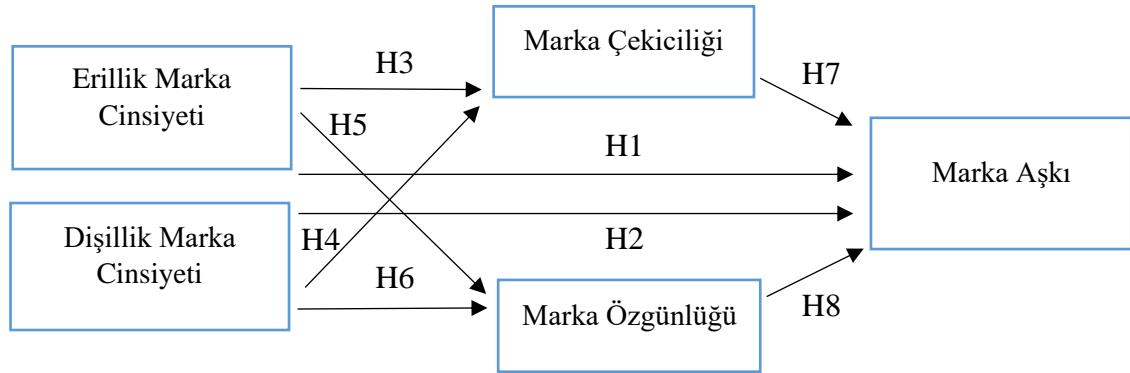 Marka Çekiciliği
Erillik Marka
Cinsiyeti
H3
H7
H5
H1
Marka Aşkı
Dişillik Marka
Cinsiyeti
H4
H2
H6
Marka Özgünlüğü
H8